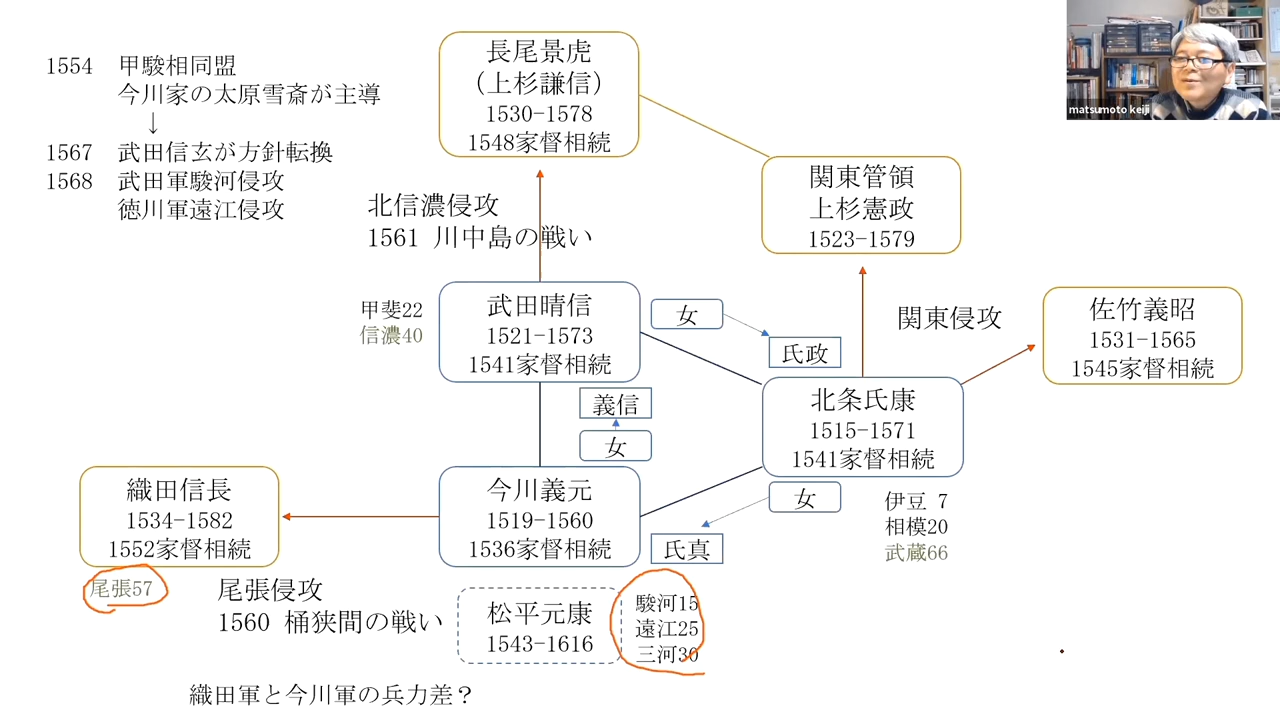 1554 甲駿相同盟
今川家の太原雪斎が主導
↓
1567 武田信玄が方針転換
1568 武田軍駿河侵攻
徳川軍遠江侵攻
長尾景虎
（上杉謙信）
1530-1578
1548家督相続
matsumoto keiji
関東管領
上杉憲政
1523-1579
北信濃侵攻
1561 川中島の戦い
甲斐22
信濃40
武田晴信
1521-1573
1541家督相続
女
氏政
関東侵攻
佐竹義昭
1531-1565
1545家督相続
義信
女
北条氏康
1515-1571
1541家督相続
織田信長
1534-1582
1552家督相続
今川義元
1519-1560
1536家督相続
女
氏真
伊豆 7
相模20
武蔵66
尾張57
尾張侵攻
1560 桶狭間の戦い
松平元康
1543-1616
駿河15
遠江25
三河30
織田軍と今川軍の兵力差？